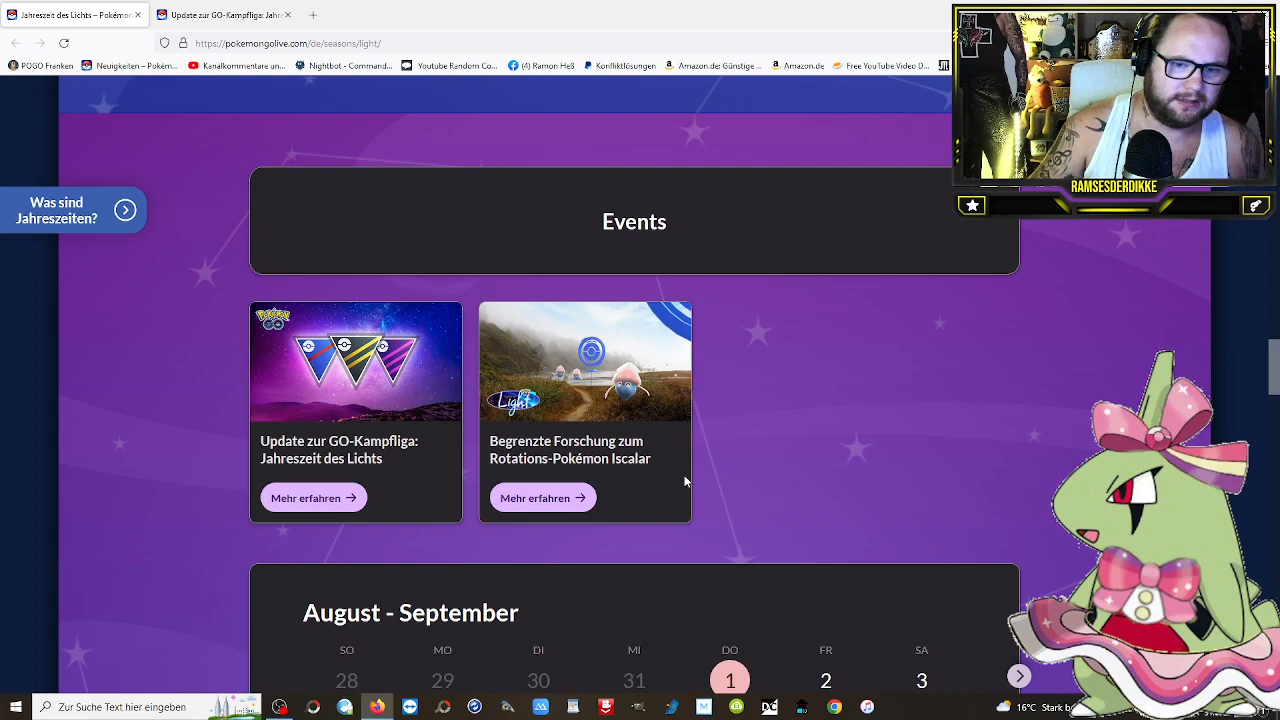 Jahreszeit des Lichts – Pokémon
Update zur GO-Kampfliga: Jahres
https://pokemongolive.com/de/seasons/light/
POGO Franken
Neuigkeiten – Pokém...
Kanalkommentare un...
Nightbot - Comman...
Youtube Random Co...
(4) Ramon Heß
Konfliktlösungen
Amazon.de: Günstige ...
Amazon.de
Free YouTube Video D...
RAMSESDERDIKKE
Was sind
Jahreszeiten?
Events
POKÉMON
GO
Light
Update zur GO-Kampfliga:
Jahreszeit des Lichts
Mehr erfahren
Begrenzte Forschung zum
Rotations-Pokémon Iscalar
Mehr erfahren
August - September
SO MO DI MI DO FR SA
28 29 30 31 1 2 3
Zur Suche Text hier eingeben
16°C Stark b